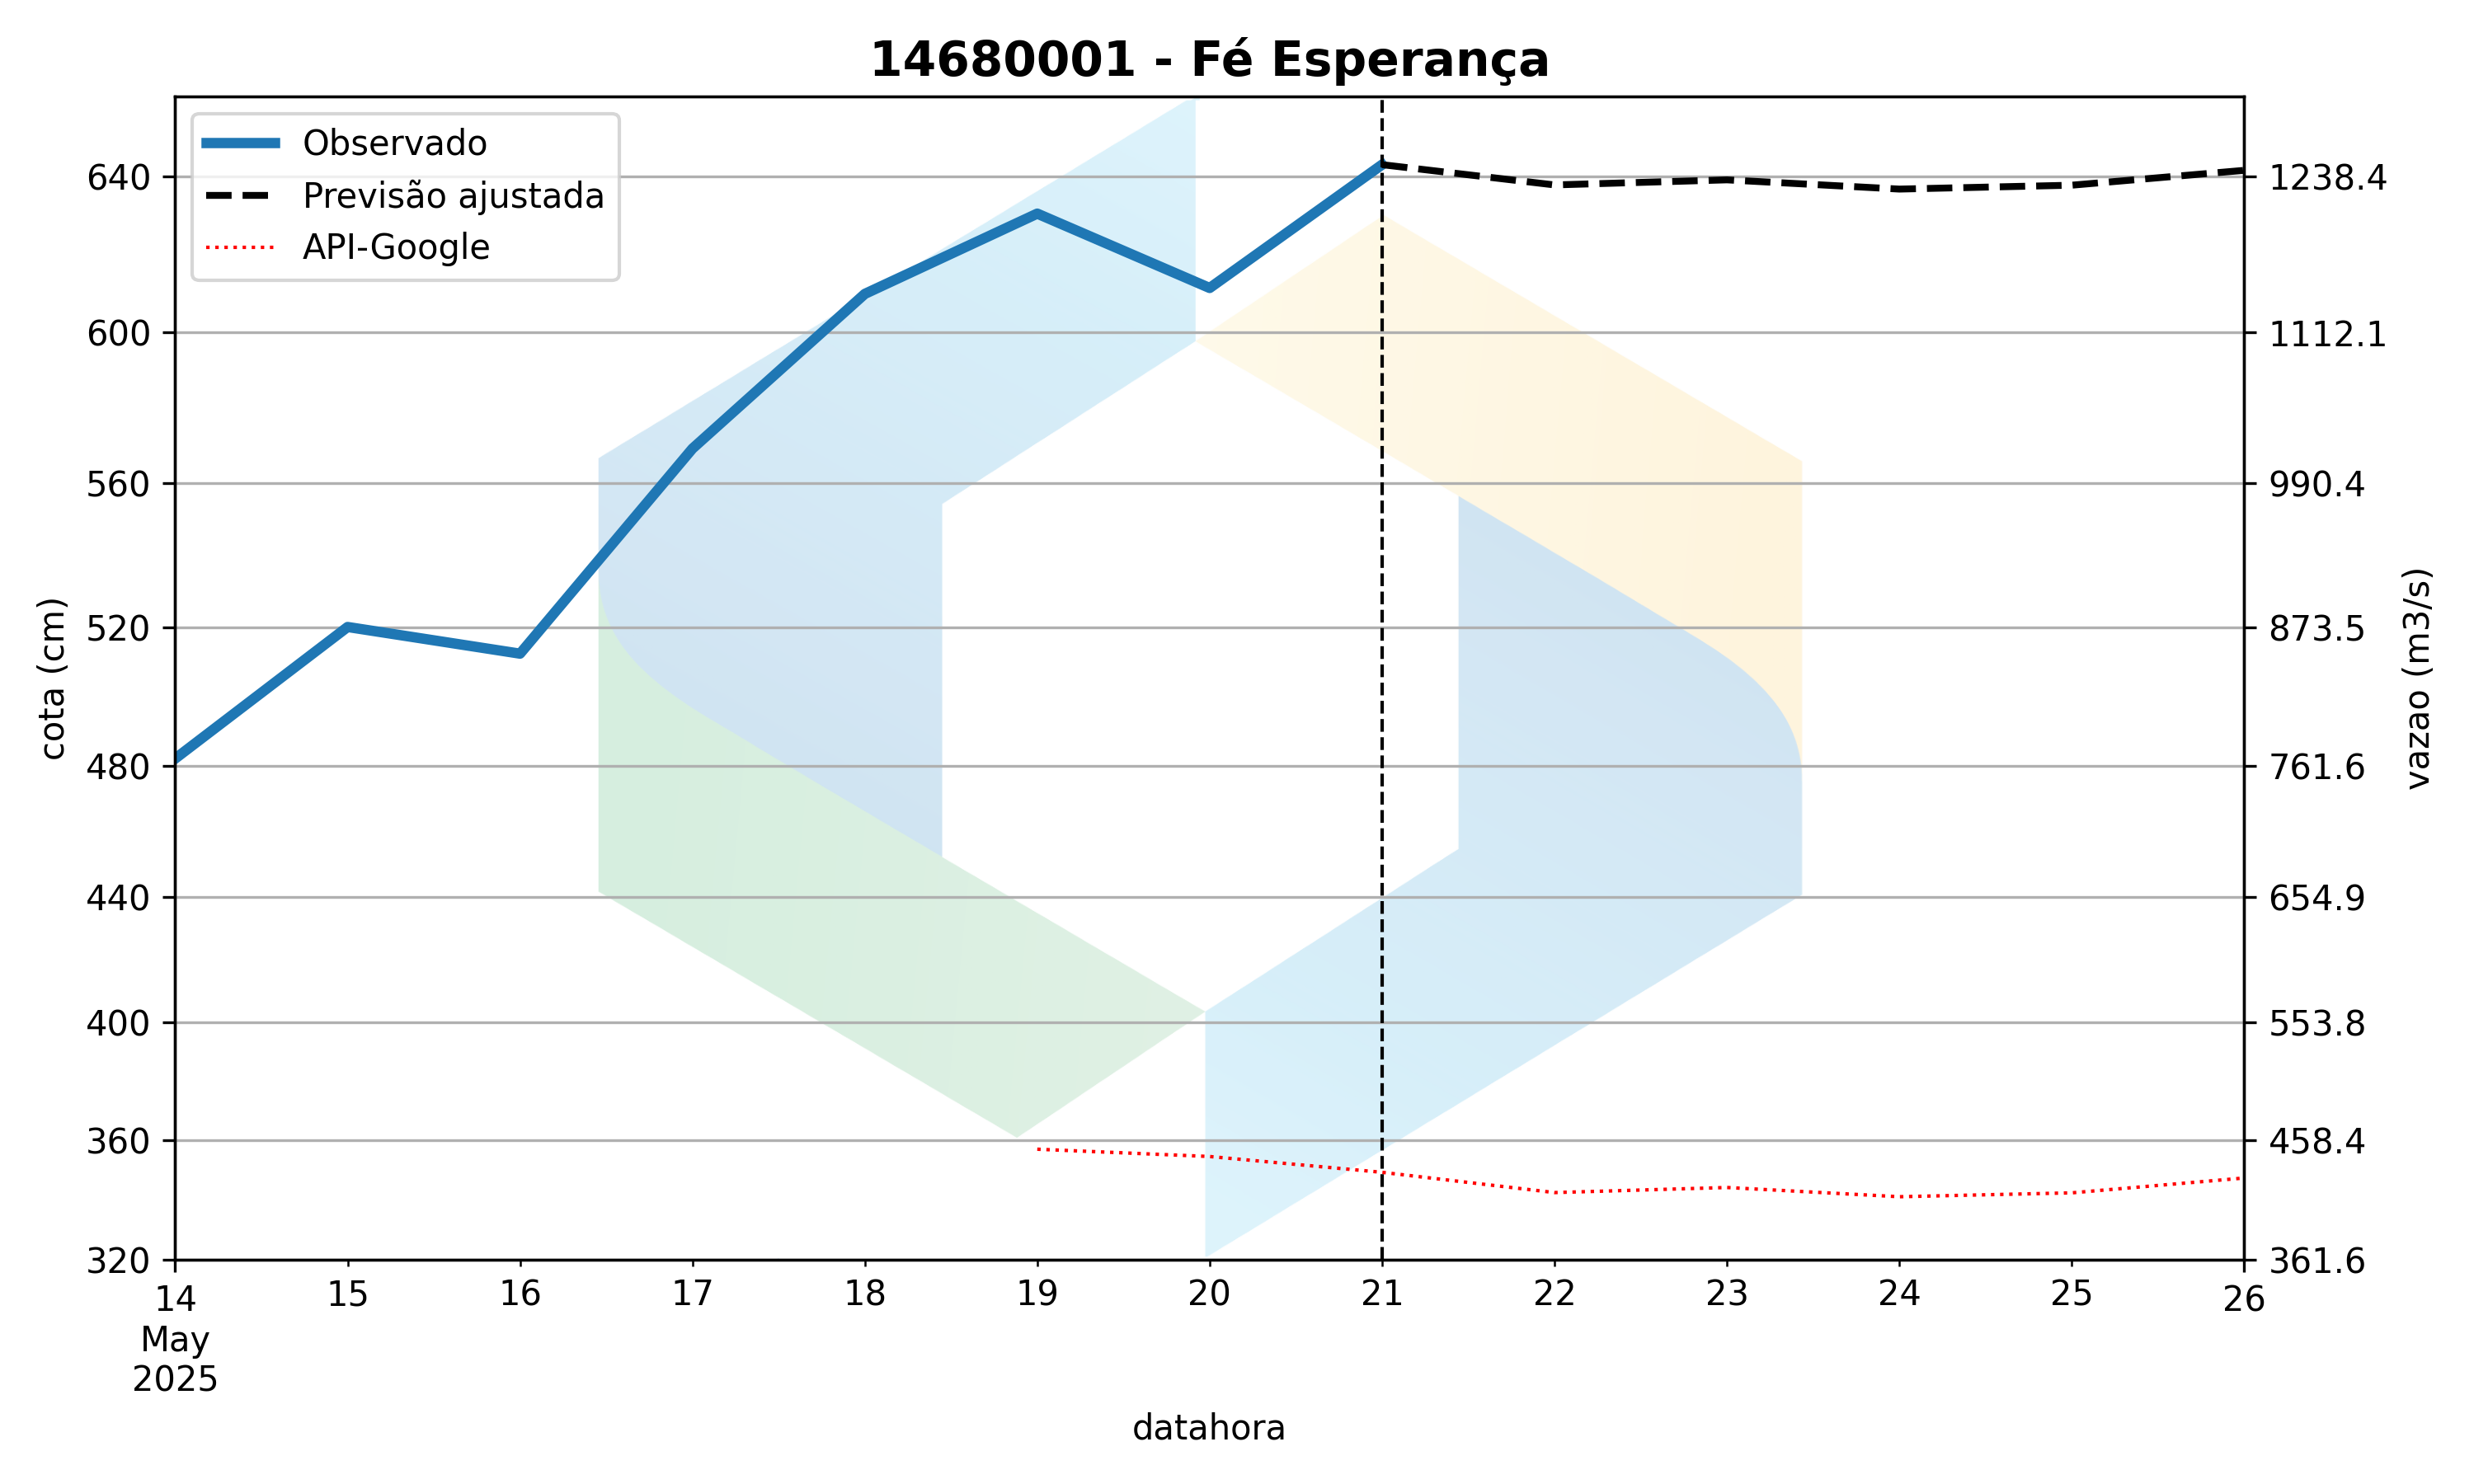 14680001 - Fé Esperança
Observado
Previsão ajustada
API-Google
640
600
560
520
480
440
400
360
320
1238.4
1112.1
990.4
873.5
761.6
654.9
553.8
458.4
361.6
cota (cm)
vazao (m3/s)
14 15 16 17 18 19 20 21 22 23 24 25 26
May
2025
datahora